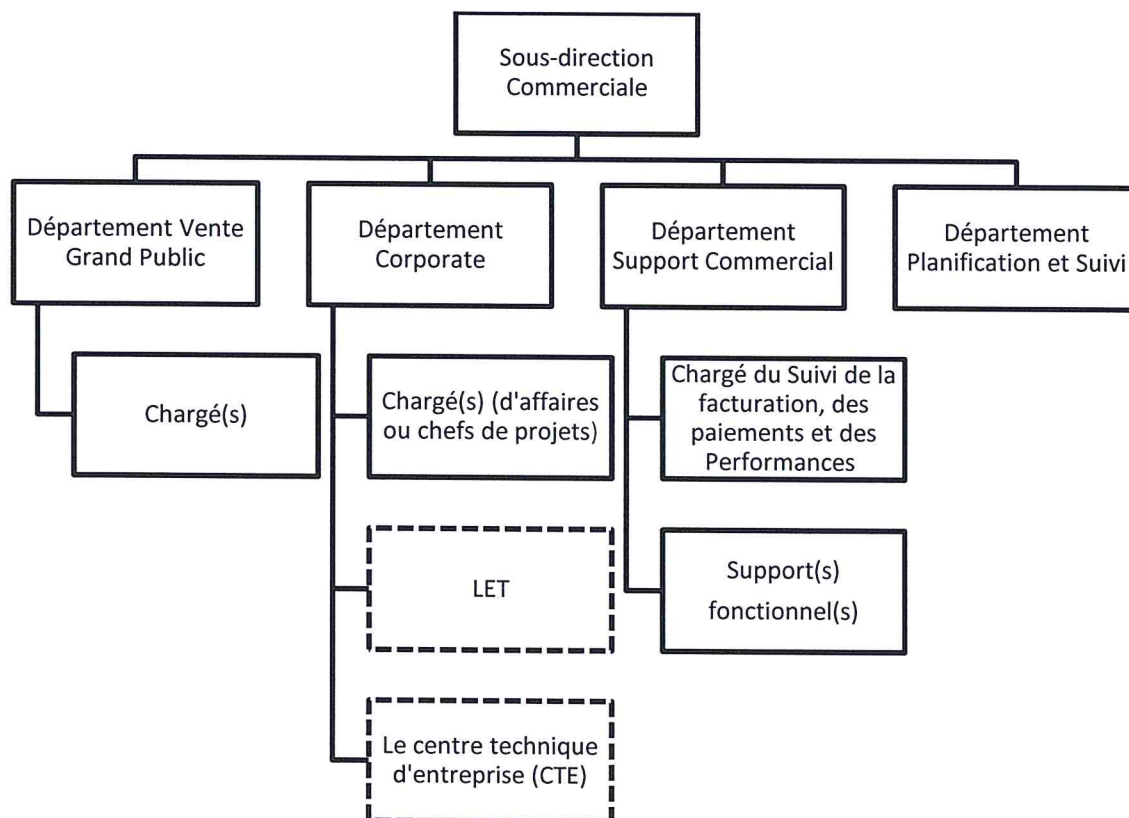 Sous-direction
Commerciale
Département Vente
Grand Public
Département
Corporate
Département
Support Commercial
Département
Planification et Suivi
Chargé(s)
Chargé(s) (d'affaires
ou chefs de projets)
Chargé du Suivi de la
facturation, des
paiements et des
Performances
LET
Support(s)
fonctionnel(s)
Le centre technique
d'entreprise (CTE)